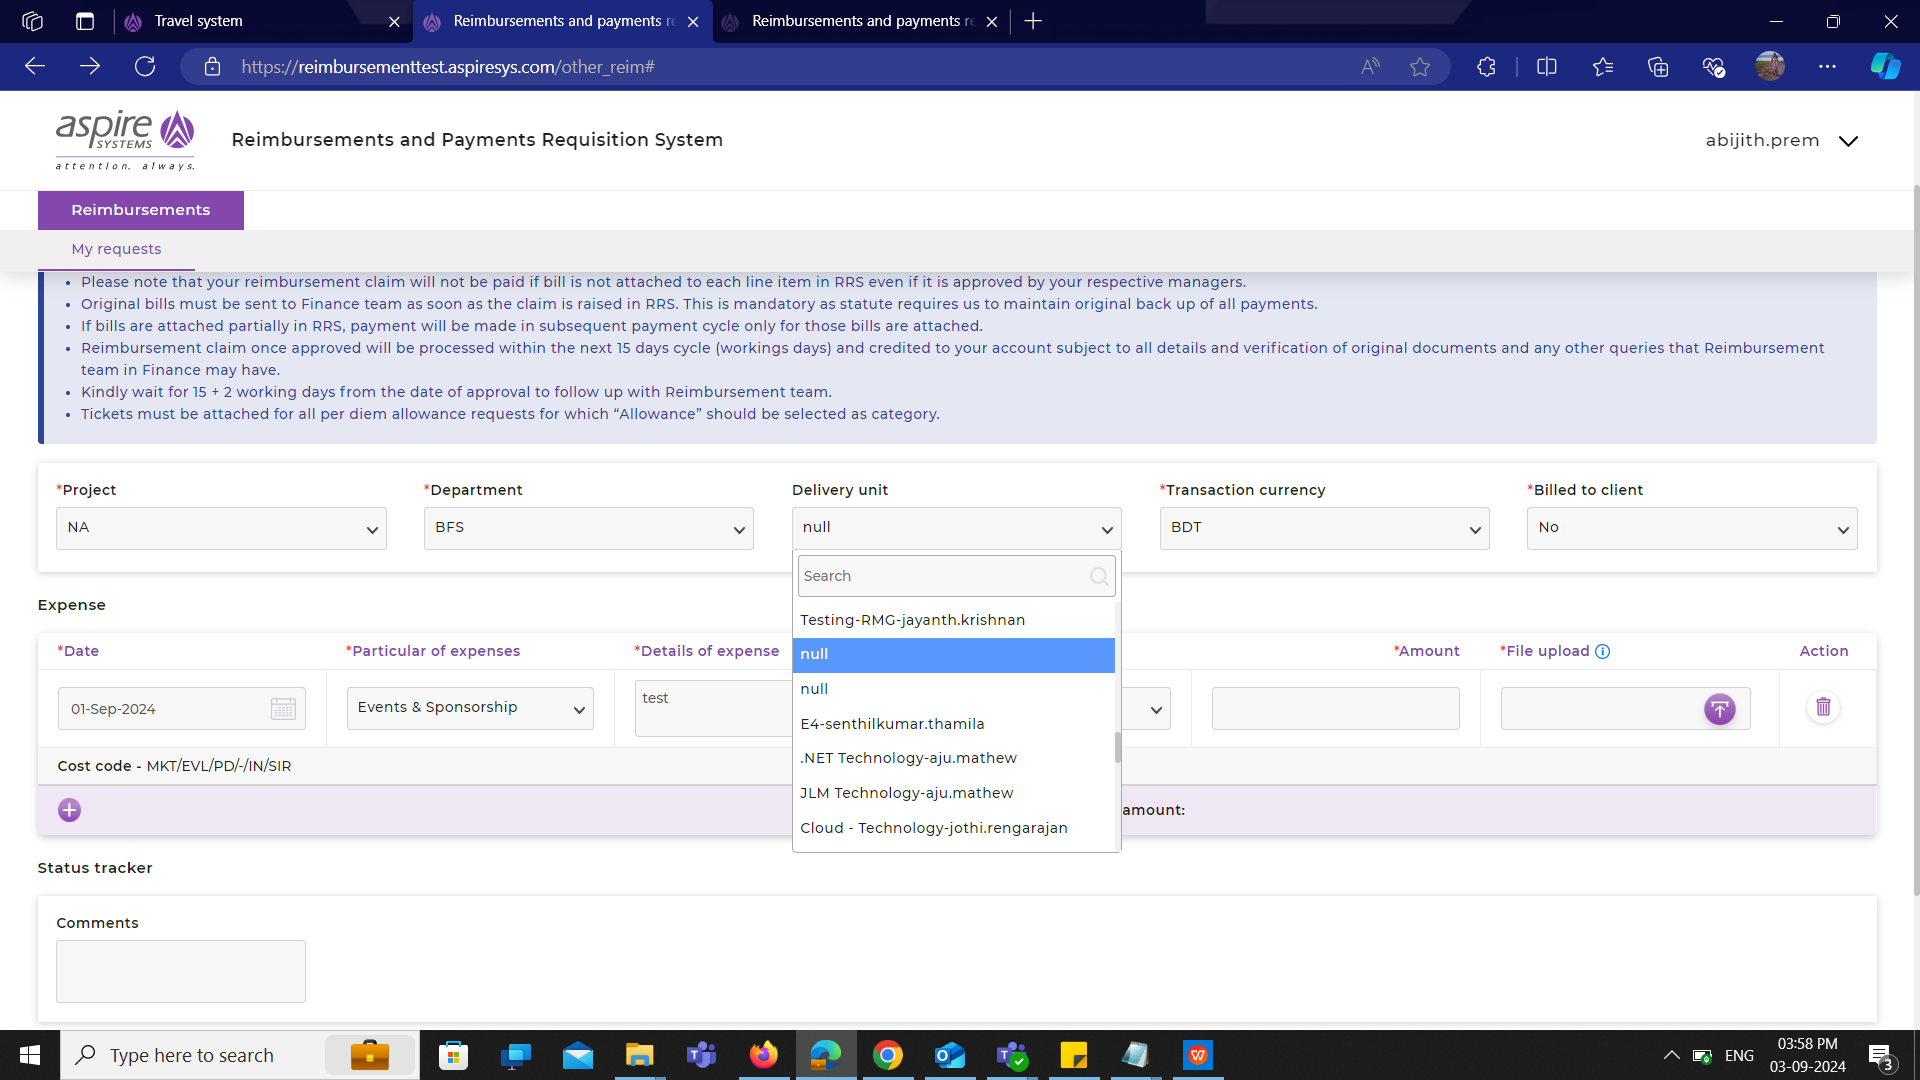 Travel system
Reimbursements and payments re
Reimbursements and payments re
https://reimbursementtest.aspiresys.com/other_reim#
aspire
SYSTEMS
attention. always.
Reimbursements and Payments Requisition System
abijith.prem
Reimbursements
My requests
• Please note that your reimbursement claim will not be paid if bill is not attached to each line item in RRS even if it is approved by your respective managers.
• Original bills must be sent to Finance team as soon as the claim is raised in RRS. This is mandatory as statute requires us to maintain original back up of all payments.
• If bills are attached partially in RRS, payment will be made in subsequent payment cycle only for those bills are attached.
• Reimbursement claim once approved will be processed within the next 15 days cycle (workings days) and credited to your account subject to all details and verification of original documents and any other queries that Reimbursement
team in Finance may have.
• Kindly wait for 15 + 2 working days from the date of approval to follow up with Reimbursement team.
• Tickets must be attached for all per diem allowance requests for which “Allowance” should be selected as category.
*Project
*Department
Delivery unit
*Transaction currency
*Billed to client
NA
BFS
null
BDT
No
Search
Testing-RMG-jayanth.krishnan
null
null
E4-senthilkumar.thamila
.NET Technology-aju.mathew
JLM Technology-aju.mathew
Cloud - Technology-jothi.rengarajan
Expense
*Date
*Particular of expenses
*Details of expense
*Amount
*File upload
Action
01-Sep-2024
Events & Sponsorship
test
Cost code - MKT/EVL/PD/-/IN/SIR
amount:
Status tracker
Comments
Type here to search
ENG
03:58 PM
03-09-2024
3